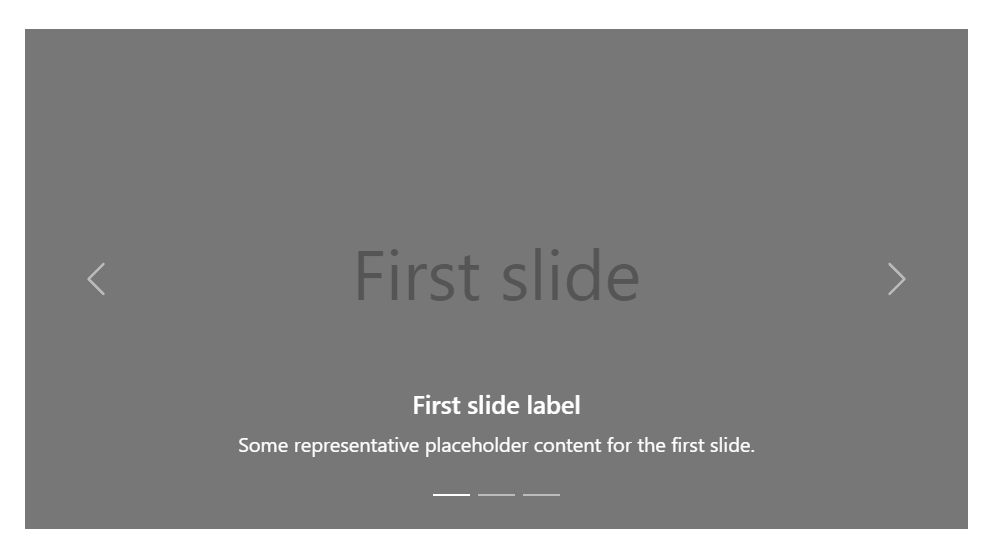 First slide
First slide label
Some representative placeholder content for the first slide.